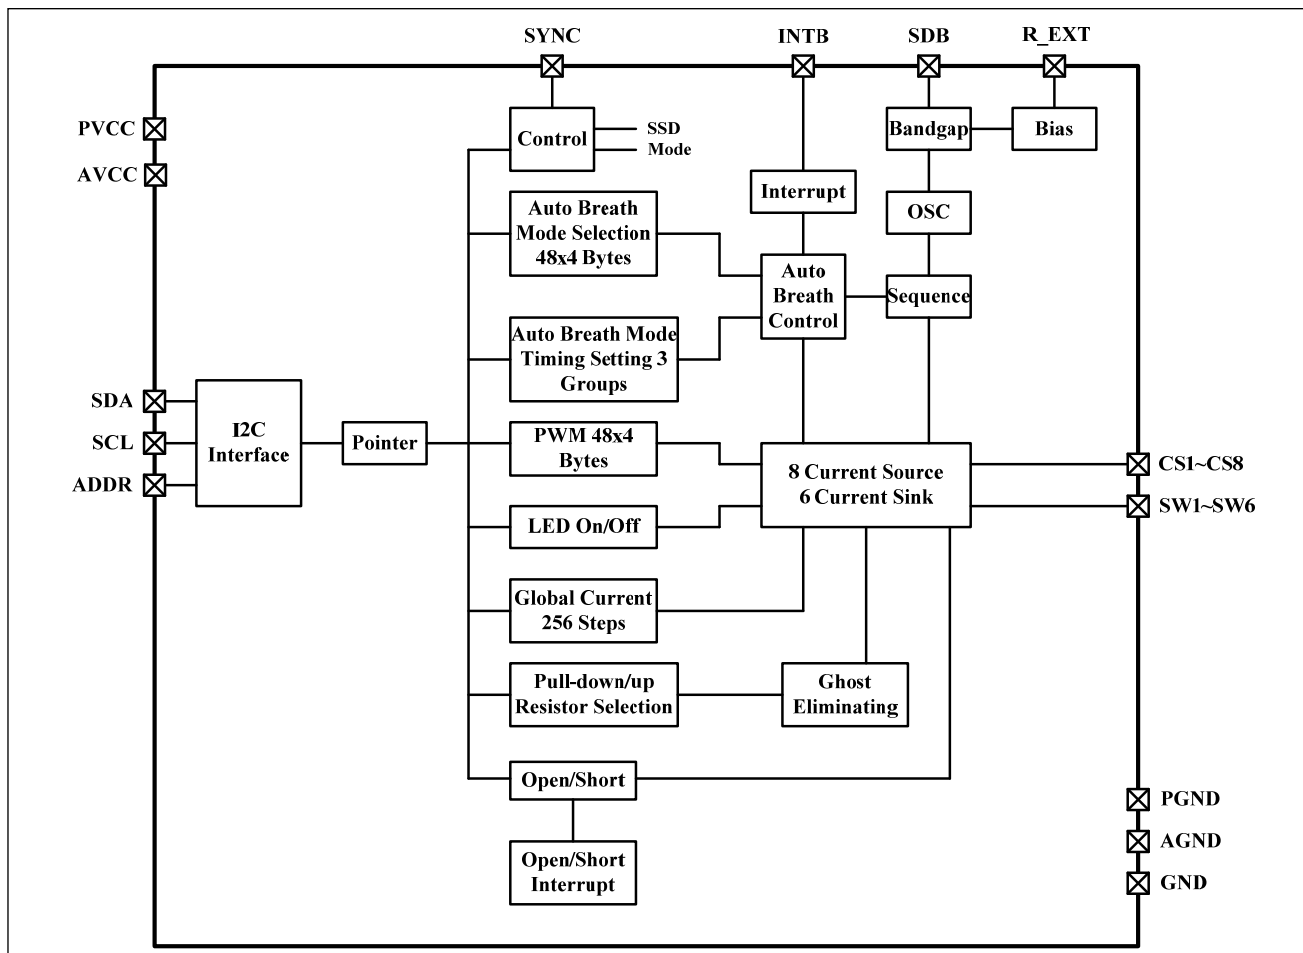 SYNC
INTB
SDB
R_EXT
PVCC
AVCC
Control
SSD
Mode
Bandgap
Bias
Interrupt
OSC
Auto Breath
Mode Selection
48x4 Bytes
Auto
Breath
Control
Sequence
Auto Breath Mode
Timing Setting 3
Groups
SDA
SCL
ADDR
I2C
Interface
Pointer
PWM 48x4
Bytes
8 Current Source
6 Current Sink
CS1~CS8
SW1~SW6
LED On/Off
Global Current
256 Steps
Pull-down/up
Resistor Selection
Ghost
Eliminating
Open/Short
Open/Short
Interrupt
PGND
AGND
GND